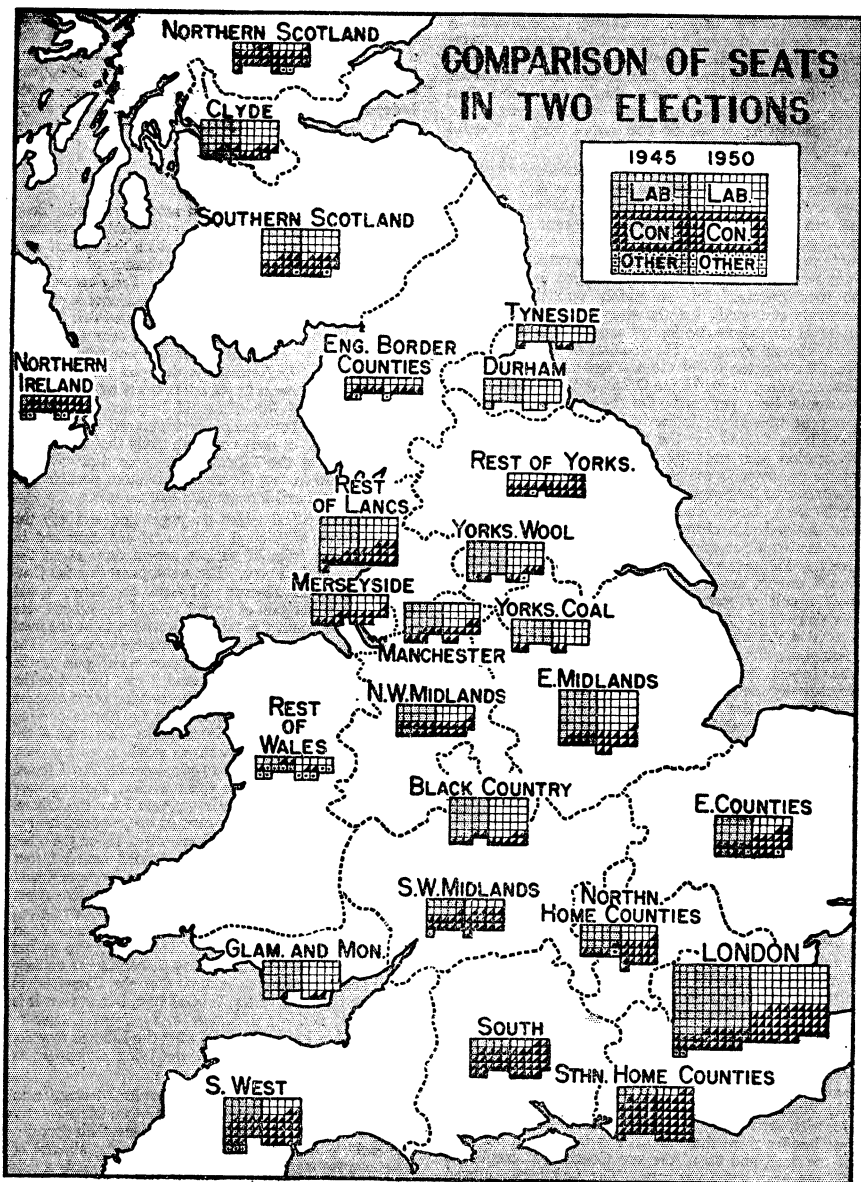 COMPARISON OF SEATS
IN TWO ELECTIONS
1945 1950
LAB. LAB.
CON. CON.
OTHER OTHER
NORTHERN SCOTLAND
CLYDE
SOUTHERN SCOTLAND
TYNESIDE
ENG. BORDER
COUNTIES
DURHAM
NORTHERN
IRELAND
REST OF YORKS.
REST
OF LANCS
YORKS. WOOL
MERSEYSIDE
YORKS. COAL
MANCHESTER
N.W. MIDLANDS
E. MIDLANDS
REST
OF
WALES
BLACK COUNTRY
E. COUNTIES
S.W. MIDLANDS
NORTHN.
HOME COUNTIES
GLAM. AND MON.
LONDON
SOUTH
STHN. HOME COUNTIES
S. WEST